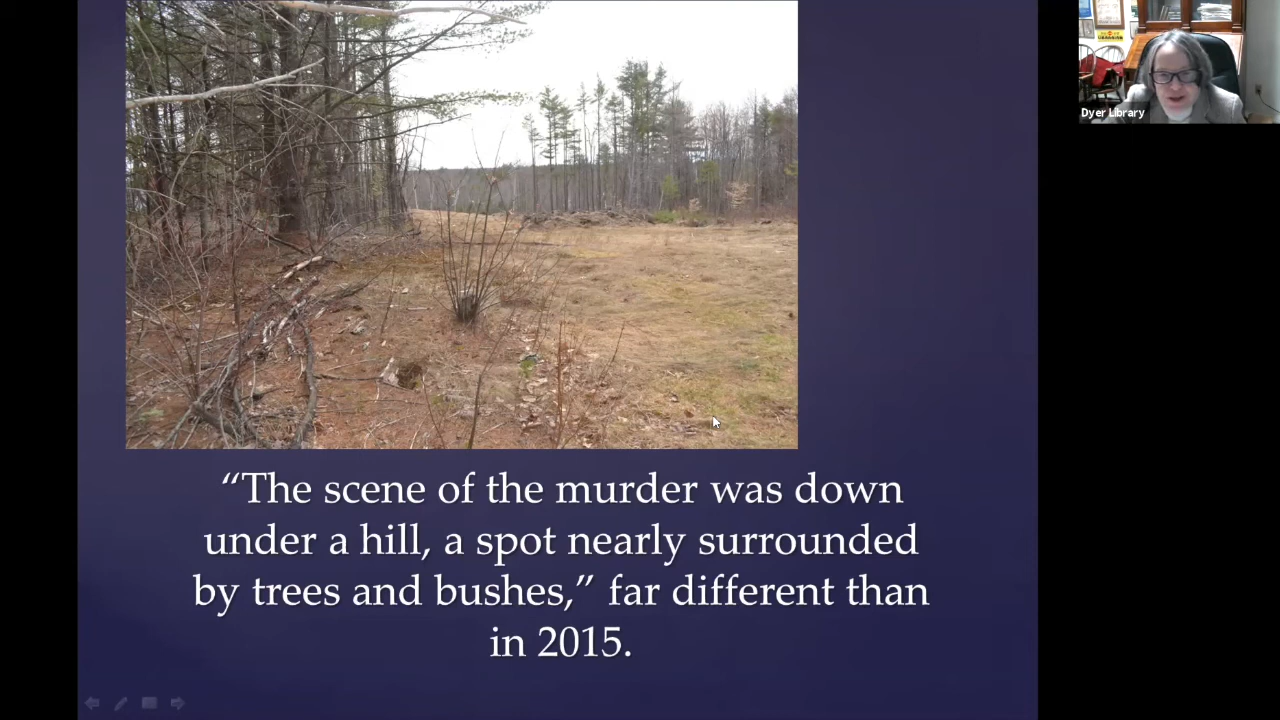 Dyer Library
“The scene of the murder was down
under a hill, a spot nearly surrounded
by trees and bushes,” far different than
in 2015.